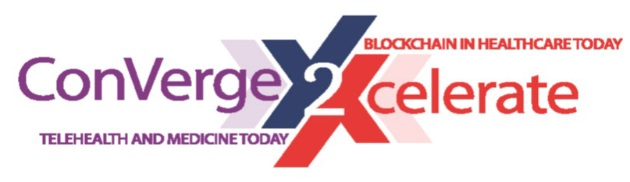 BLOCKCHAIN IN HEALTHCARE TODAY
ConVerge2Xcelerate
TELEHEALTH AND MEDICINE TODAY